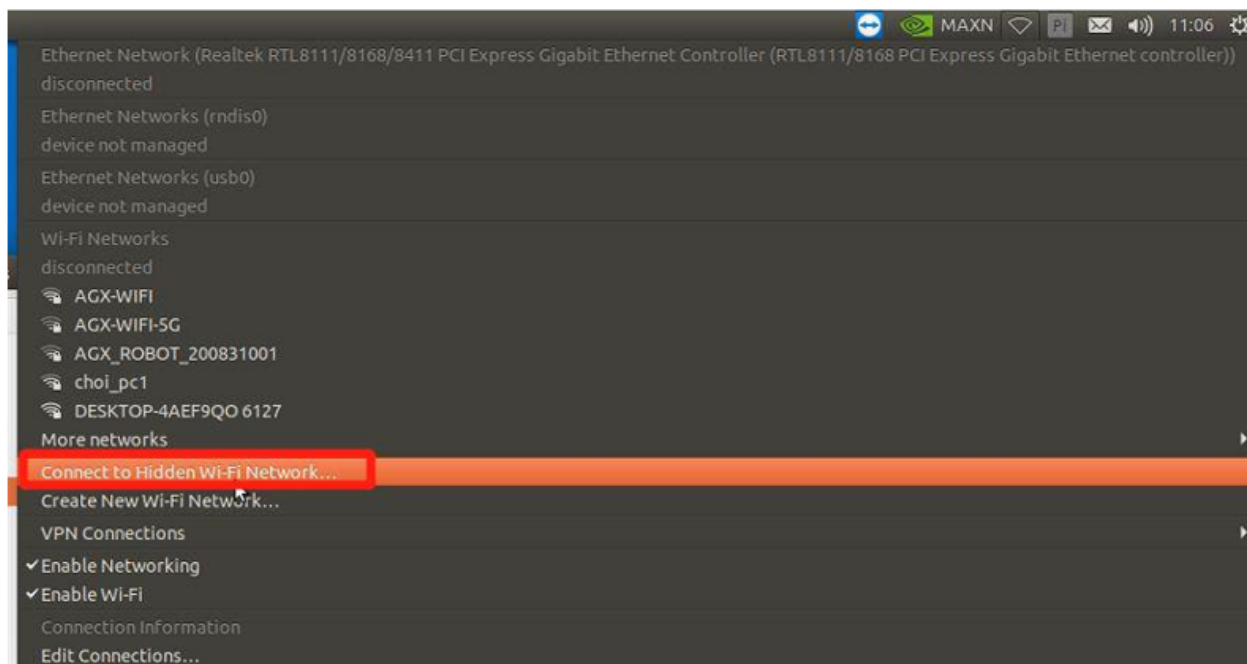 MAXN Pi 11:06
Ethernet Network (Realtek RTL8111/8168/8411 PCI Express Gigabit Ethernet Controller (RTL8111/8168 PCI Express Gigabit Ethernet controller))
disconnected
Ethernet Networks (rndis0)
device not managed
Ethernet Networks (usb0)
device not managed
Wi-Fi Networks
disconnected
AGX-WIFI
AGX-WIFI-5G
AGX_ROBOT_200831001
choi_pc1
DESKTOP-4AEF9QO 6127
More networks
Connect to Hidden Wi-Fi Network...
Create New Wi-Fi Network...
VPN Connections
Enable Networking
Enable Wi-Fi
Connection Information
Edit Connections...